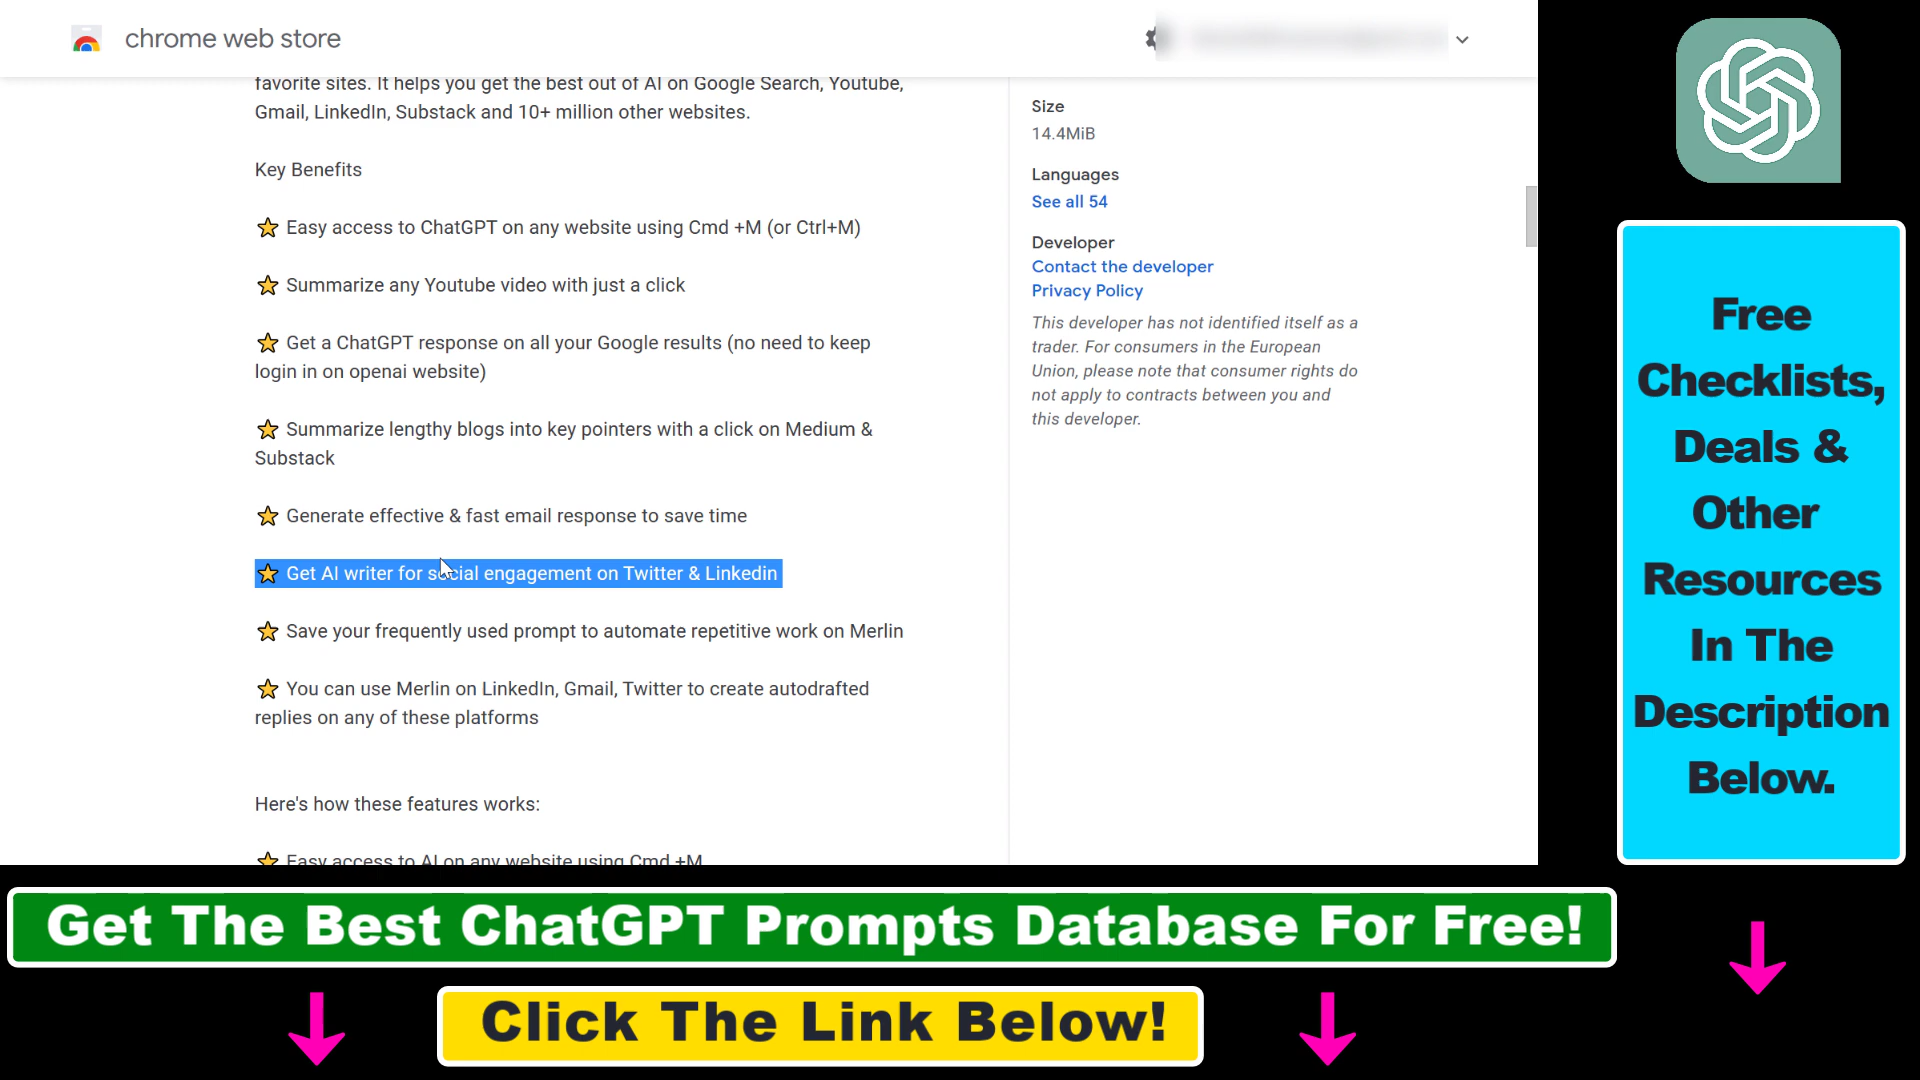 chrome web store
favorite sites. It helps you get the best out of AI on Google Search, Youtube,
Gmail, LinkedIn, Substack and 10+ million other websites.
Key Benefits
⭐ Easy access to ChatGPT on any website using Cmd +M (or Ctrl+M)
⭐ Summarize any Youtube video with just a click
⭐ Get a ChatGPT response on all your Google results (no need to keep
login in on openai website)
⭐ Summarize lengthy blogs into key pointers with a click on Medium &
Substack
⭐ Generate effective & fast email response to save time
⭐ Get AI writer for social engagement on Twitter & Linkedin
⭐ Save your frequently used prompt to automate repetitive work on Merlin
⭐ You can use Merlin on LinkedIn, Gmail, Twitter to create autodrafted
replies on any of these platforms
Here's how these features works:
⭐ Easy access to AI on any website using Cmd +M
Size
14.4MiB
Languages
See all 54
Developer
Contact the developer
Privacy Policy
This developer has not identified itself as a
trader. For consumers in the European
Union, please note that consumer rights do
not apply to contracts between you and
this developer.
Free
Checklists,
Deals &
Other
Resources
In The
Description
Below.
Get The Best ChatGPT Prompts Database For Free!
Click The Link Below!